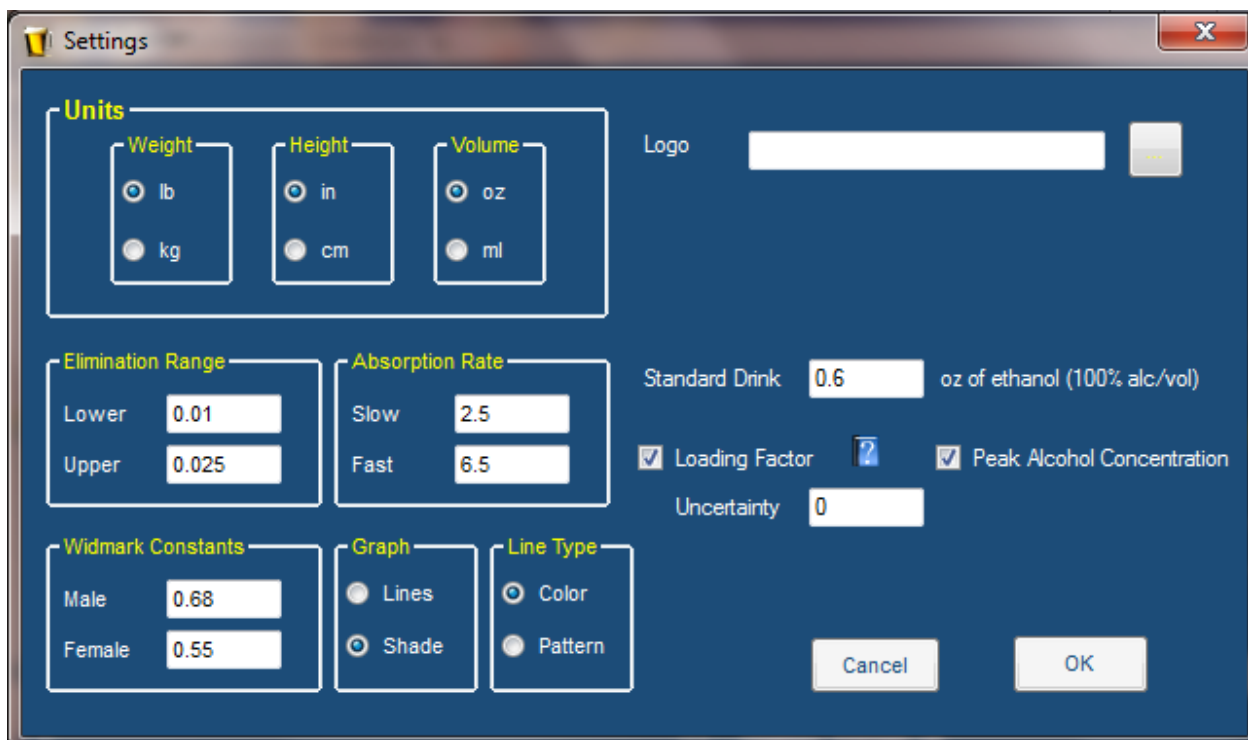 Settings
Units
Weight Height Volume
lb in oz
kg cm ml
Logo
...
Elimination Range
Lower 0.01
Upper 0.025
Absorption Rate
Slow 2.5
Fast 6.5
Standard Drink 0.6 oz of ethanol (100% alc/vol)
Loading Factor ? Peak Alcohol Concentration
Uncertainty 0
Widmark Constants
Male 0.68
Female 0.55
Graph
Lines
Shade
Line Type
Color
Pattern
Cancel OK